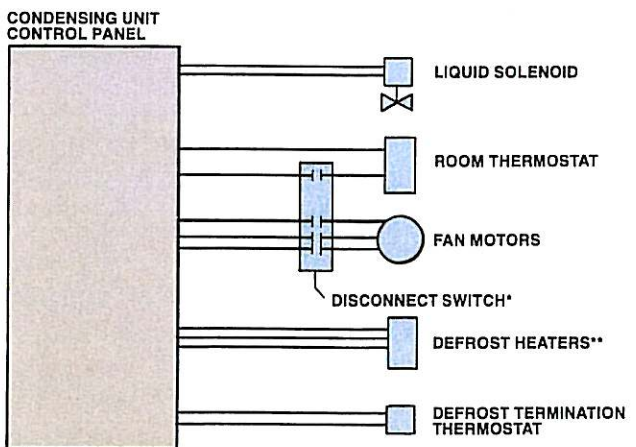 CONDENSING UNIT
CONTROL PANEL
LIQUID SOLENOID
ROOM THERMOSTAT
FAN MOTORS
DISCONNECT SWITCH*
DEFROST HEATERS**
DEFROST TERMINATION
THERMOSTAT